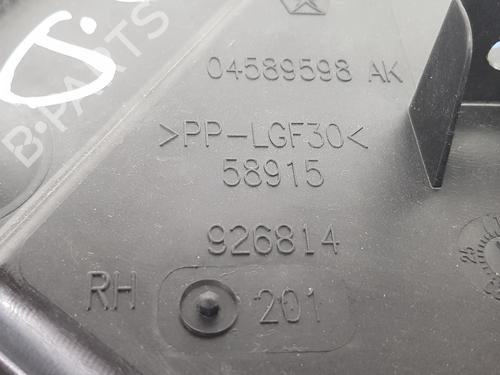 04589598 AK
>PP-LGF30<
58915
926814
RH 201
B-PARTS